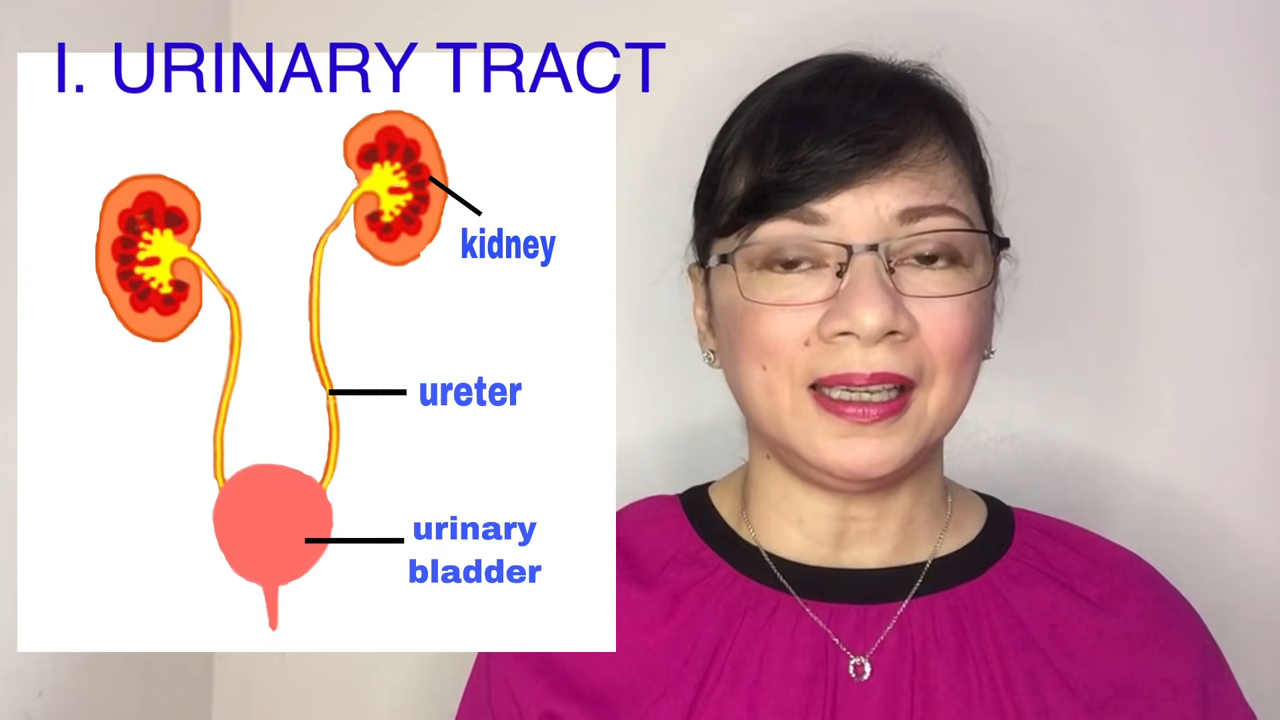 I. URINARY TRACT
kidney
ureter
urinary
bladder